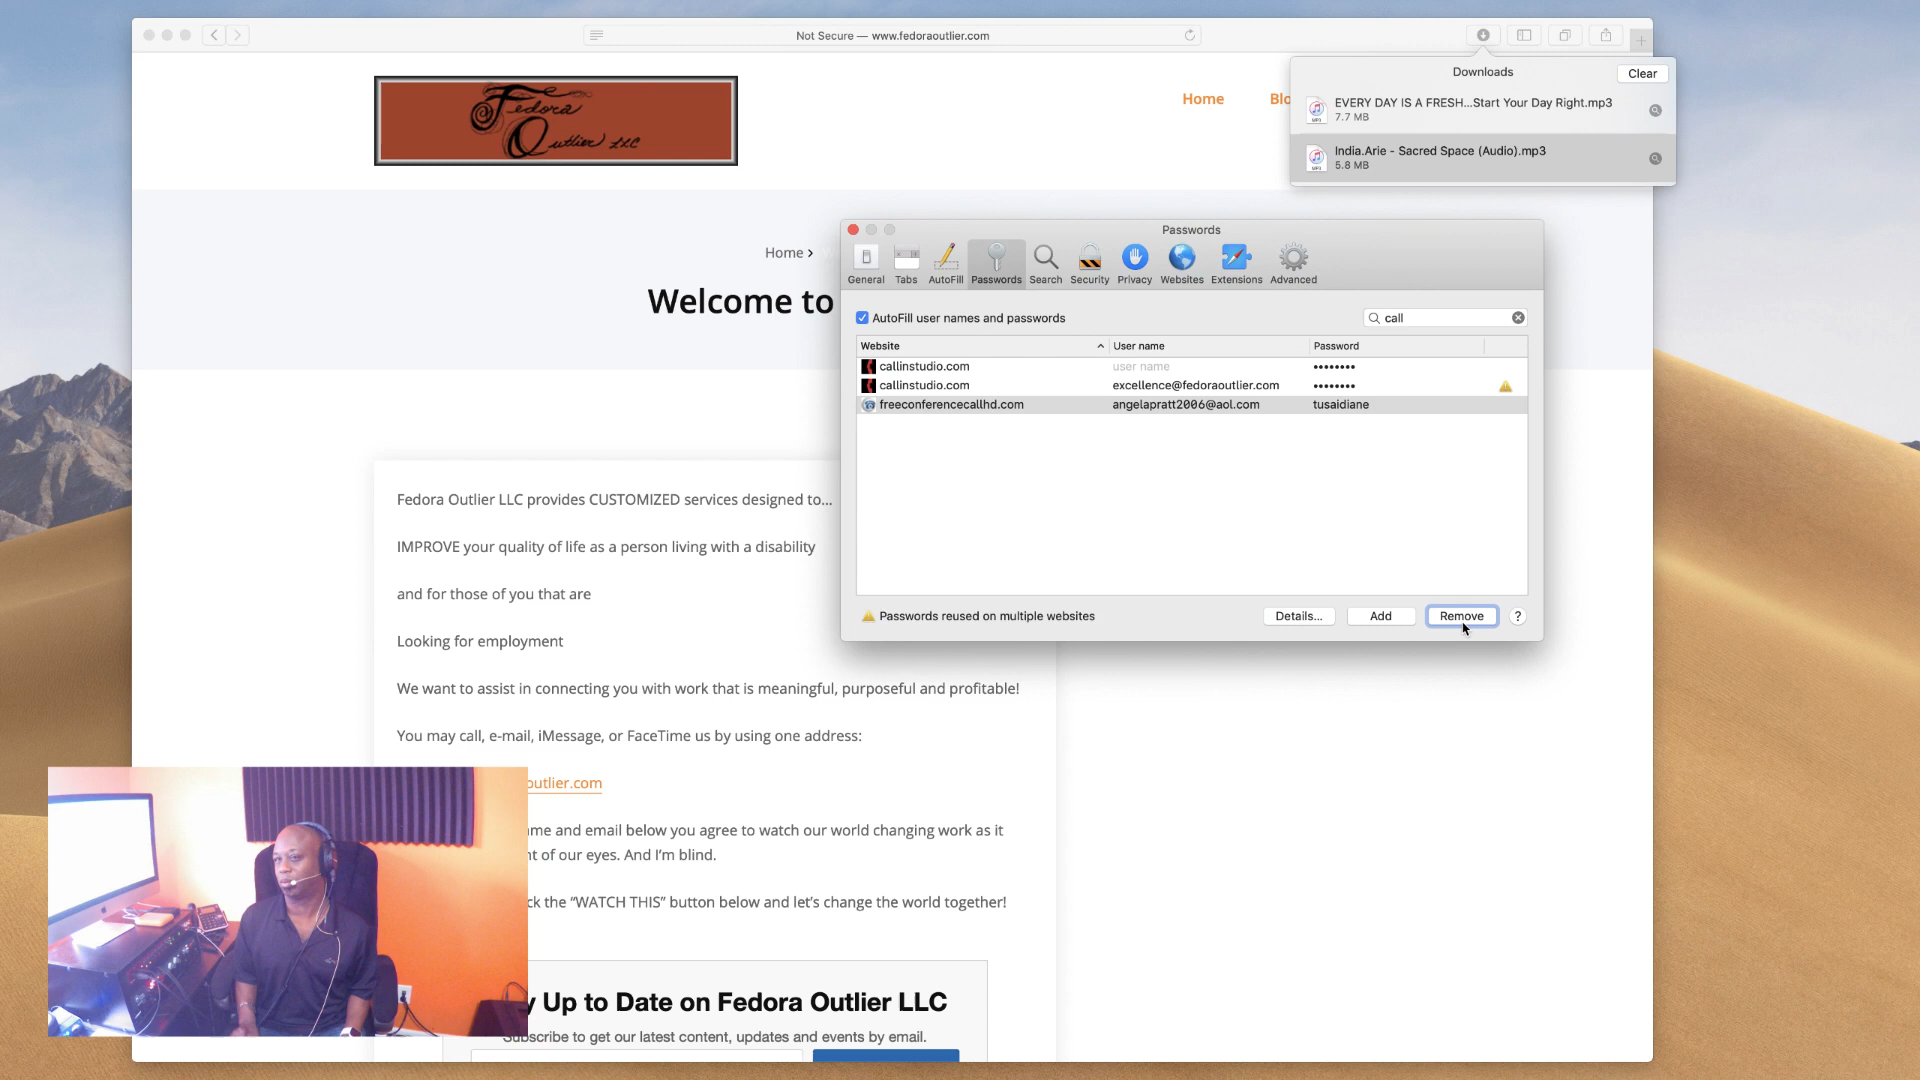 Not Secure — www.fedoraoutlier.com
Downloads
Clear
EVERY DAY IS A FRESH...Start Your Day Right.mp3
7.7 MB
India.Arie - Sacred Space (Audio).mp3
5.8 MB
Fedora
Outlier LLC
Home
Blo
Home >
Welcome to
Passwords
General
Tabs
AutoFill
Passwords
Search
Security
Privacy
Websites
Extensions
Advanced
AutoFill user names and passwords
call
Website
User name
Password
callinstudio.com
user name
••••••••
callinstudio.com
excellence@fedoraoutlier.com
••••••••
freeconferencecallhd.com
angelapratt2006@aol.com
tusaidiane
Passwords reused on multiple websites
Details...
Add
Remove
?
Fedora Outlier LLC provides CUSTOMIZED services designed to...
IMPROVE your quality of life as a person living with a disability
and for those of you that are
Looking for employment
We want to assist in connecting you with work that is meaningful, purposeful and profitable!
You may call, e-mail, iMessage, or FaceTime us by using one address:
outlier.com
me and email below you agree to watch our world changing work as it
nt of our eyes. And I'm blind.
ck the “WATCH THIS” button below and let's change the world together!
y Up to Date on Fedora Outlier LLC
Subscribe to get our latest content, updates and events by email.